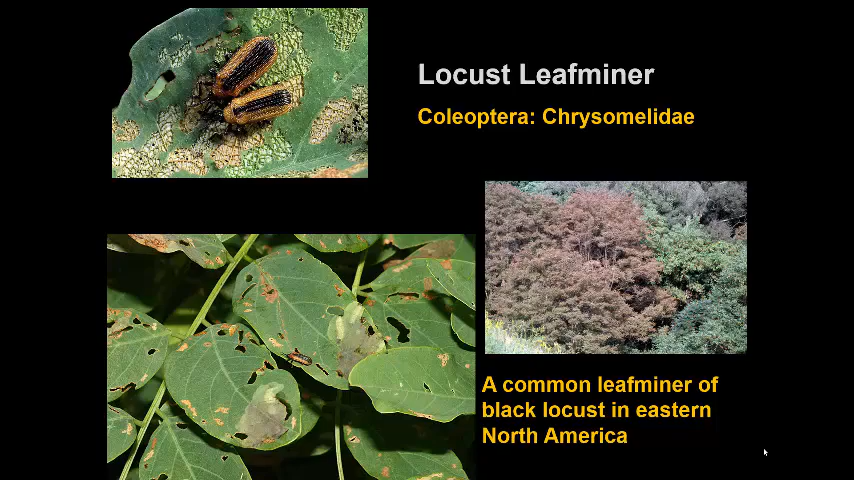 Locust Leafminer
Coleoptera: Chrysomelidae
A common leafminer of
black locust in eastern
North America